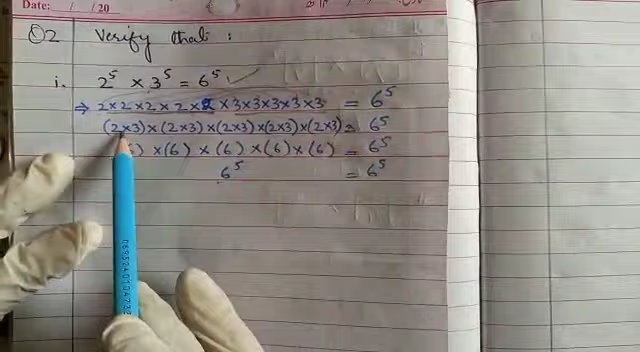 Date: / / 20
Q2 Verify that :
i. 2⁵ × 3⁵ = 6⁵ ✓
⇒ 2×2×2×2×2 × 3×3×3×3×3 = 6⁵
(2×3)×(2×3)×(2×3)×(2×3)×(2×3) = 6⁵
) ×(6) × (6) × (6) × (6) = 6⁵
6⁵ = 6⁵